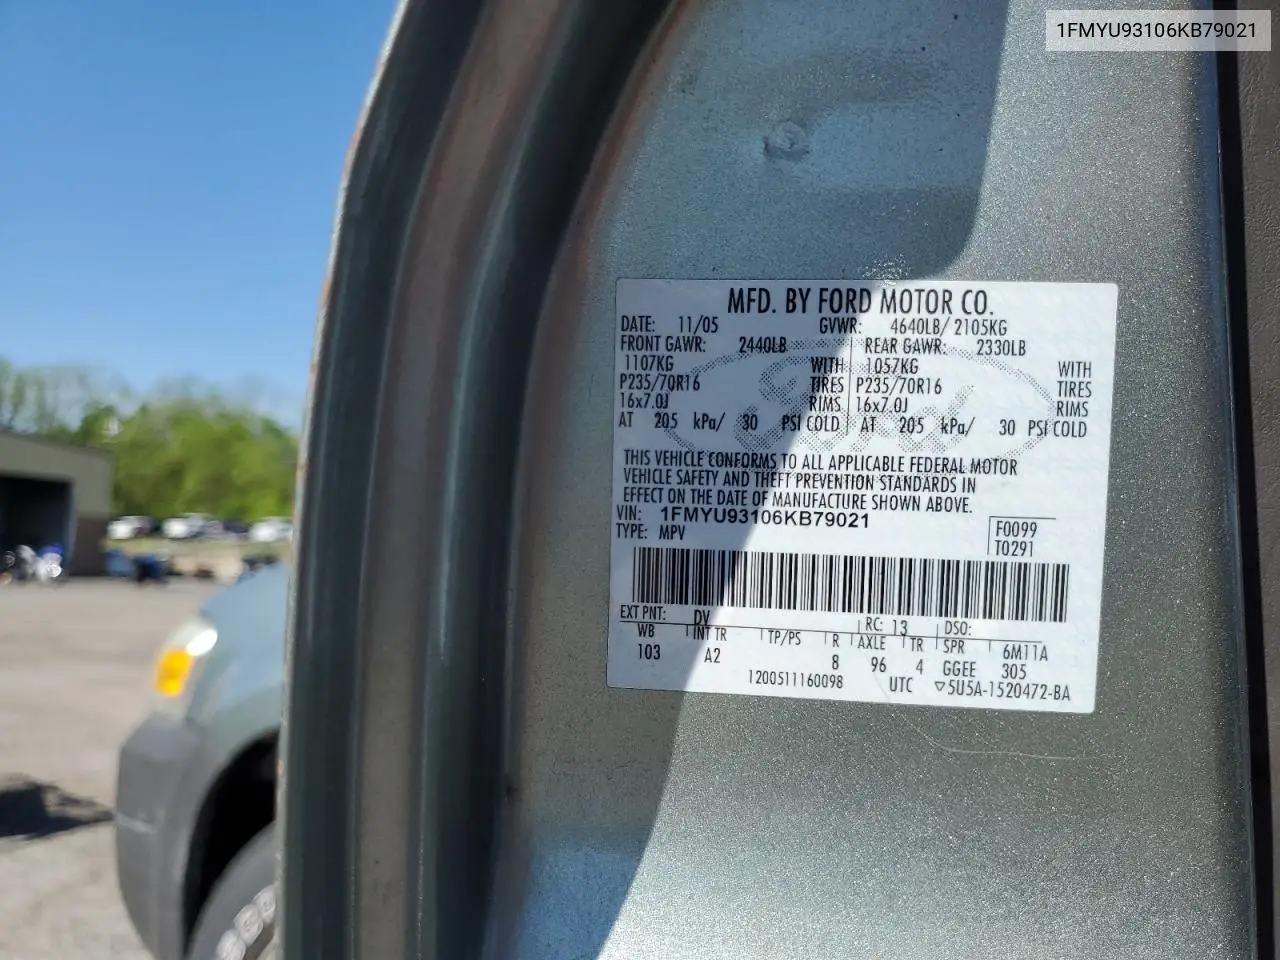 1FMYU93106KB79021
MFD. BY FORD MOTOR CO.
DATE: 11/05 GVWR: 4640LB/ 2105KG
FRONT GAWR: 2440LB REAR GAWR: 2330LB
1107KG WITH 1057KG WITH
P235/70R16 TIRES P235/70R16 TIRES
16x7.0J RIMS 16x7.0J RIMS
AT 205 kPa/ 30 PSI COLD AT 205 kPa/ 30 PSI COLD
THIS VEHICLE CONFORMS TO ALL APPLICABLE FEDERAL MOTOR
VEHICLE SAFETY AND THEFT PREVENTION STANDARDS IN
EFFECT ON THE DATE OF MANUFACTURE SHOWN ABOVE.
VIN: 1FMYU93106KB79021
TYPE: MPV
F0099
T0291
EXT PNT: DV RC: 13 DSO:
WB INT TR TP/PS R AXLE TR SPR 6M11A
103 A2 8 96 4 GGEE 305
1200511160098 UTC ▽5U5A-1520472-BA